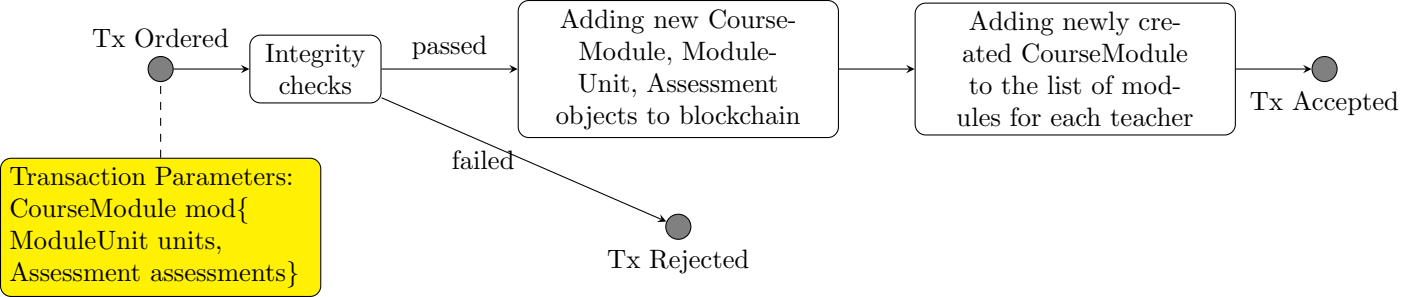 Tx Ordered
Integrity
checks
passed
failed
Adding new Course-
Module, Module-
Unit, Assessment
objects to blockchain
Adding newly cre-
ated CourseModule
to the list of mod-
ules for each teacher
Tx Accepted
Tx Rejected
Transaction Parameters:
CourseModule mod{
ModuleUnit units,
Assessment assessments}